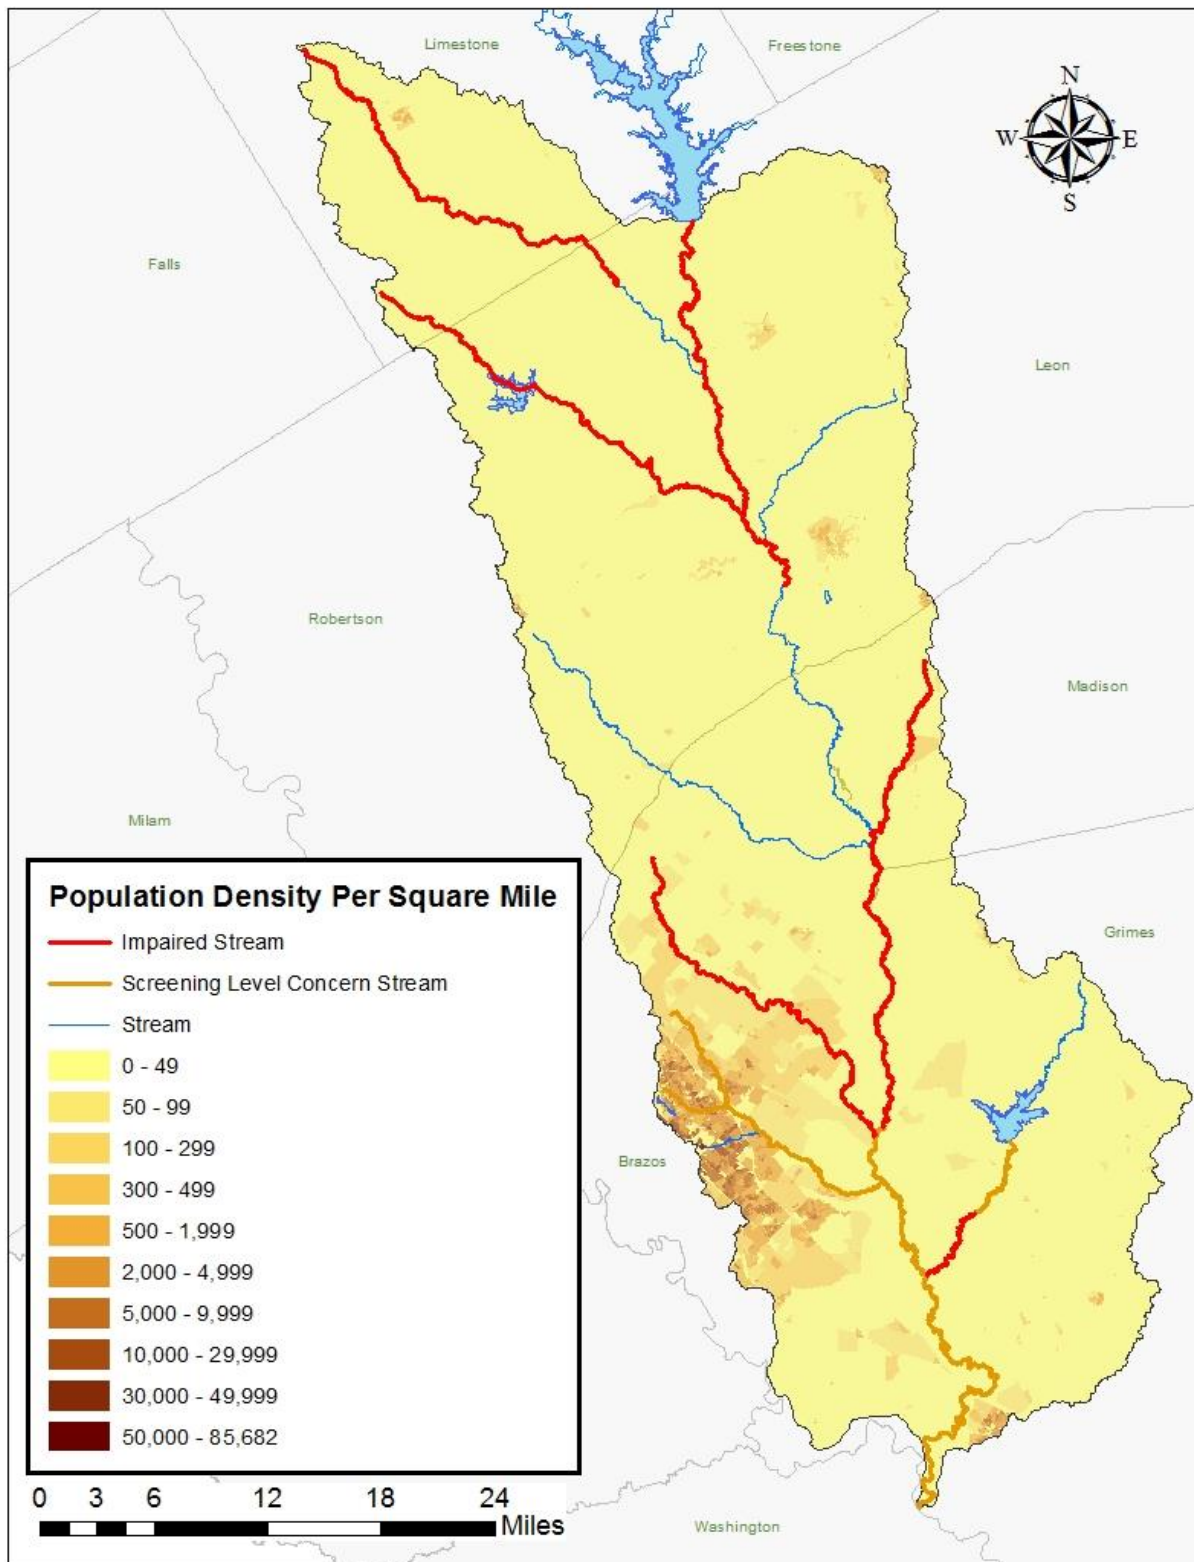 Limestone
Freestone
N
W E
S
Falls
Leon
Robertson
Madison
Milam
Grimes
Brazos
Washington
Population Density Per Square Mile
Impaired Stream
Screening Level Concern Stream
Stream
0 - 49
50 - 99
100 - 299
300 - 499
500 - 1,999
2,000 - 4,999
5,000 - 9,999
10,000 - 29,999
30,000 - 49,999
50,000 - 85,682
0 3 6 12 18 24
Miles